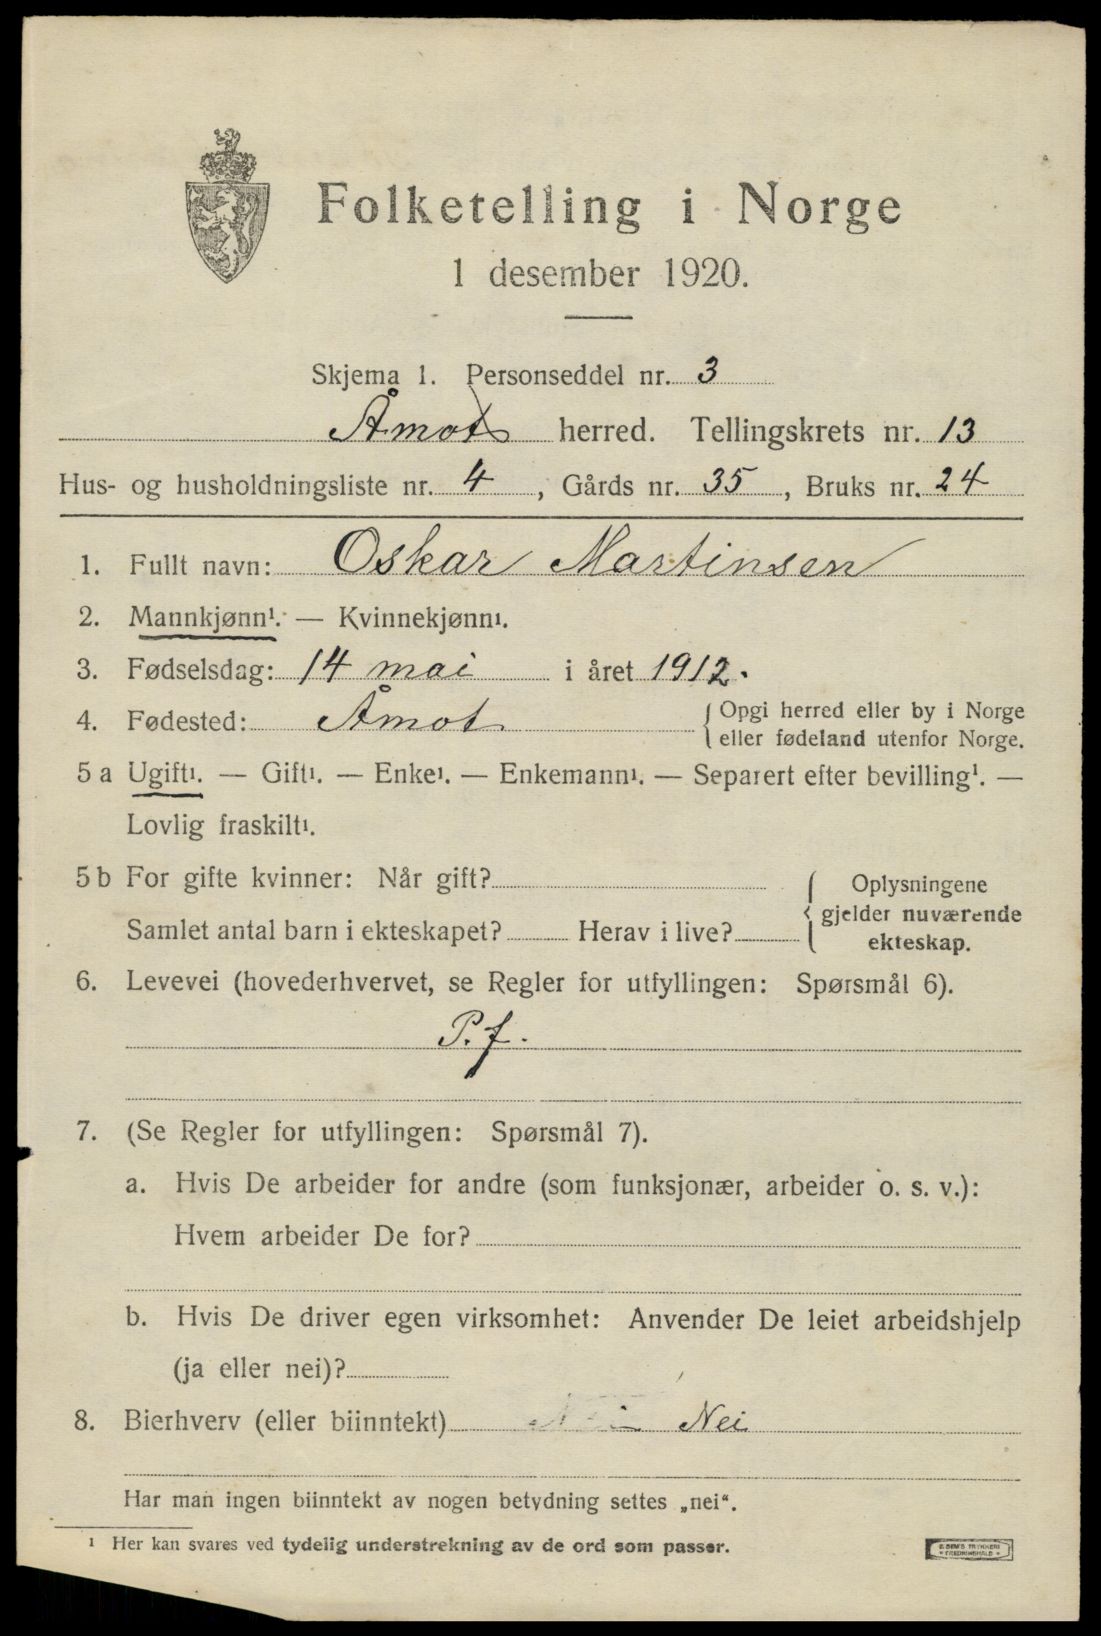 Folketelling i Norge
1 desember 1920.
Skjema 1. Personseddel nr. 3
Åmot herred. Tellingskrets nr. 13
Hus- og husholdningsliste nr. 4, Gårds nr. 35, Bruks nr. 24
1. Fullt navn: Oskar Martinsen
2. Mannkjønn¹. — Kvinnekjønn¹.
3. Fødselsdag: 14 mai i året 1912.
4. Fødested: Åmot {Opgi herred eller by i Norge
eller fødeland utenfor Norge.
5 a Ugift¹. — Gift¹. — Enke¹. — Enkemann¹. — Separert efter bevilling¹. —
Lovlig fraskilt¹.
5 b For gifte kvinner: Når gift?
Samlet antal barn i ekteskapet? Herav i live?
{Oplysningene
gjelder nuværende
ekteskap.
6. Levevei (hovederhvervet, se Regler for utfyllingen: Spørsmål 6).
P.f.
7. (Se Regler for utfyllingen: Spørsmål 7).
a. Hvis De arbeider for andre (som funksjonær, arbeider o. s. v.):
Hvem arbeider De for?
b. Hvis De driver egen virksomhet: Anvender De leiet arbeidshjelp
(ja eller nei)?
8. Bierhverv (eller biinntekt) Nei Nei
Har man ingen biinntekt av nogen betydning settes „nei“.
¹ Her kan svares ved tydelig understrekning av de ord som passer.